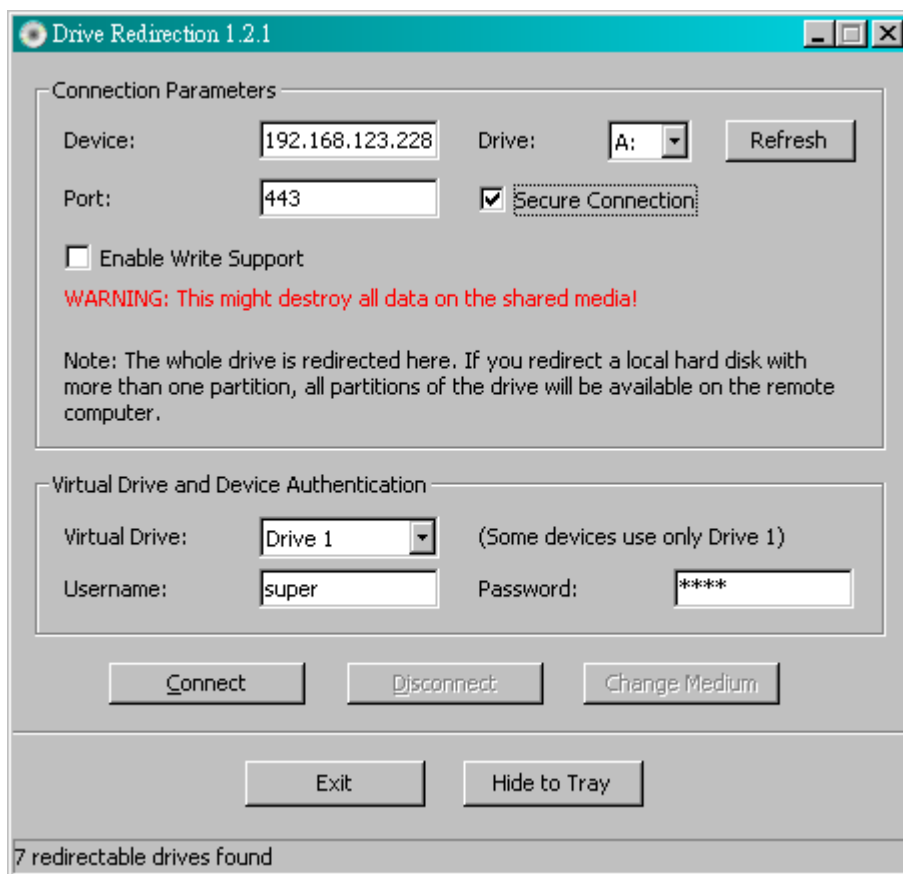 Drive Redirection 1.2.1
Connection Parameters
Device: 192.168.123.228 Drive: A: Refresh
Port: 443 Secure Connection
Enable Write Support
WARNING: This might destroy all data on the shared media!
Note: The whole drive is redirected here. If you redirect a local hard disk with
more than one partition, all partitions of the drive will be available on the remote
computer.
Virtual Drive and Device Authentication
Virtual Drive: Drive 1 (Some devices use only Drive 1)
Username: super Password: ****
Connect Disconnect Change Medium
Exit Hide to Tray
7 redirectable drives found